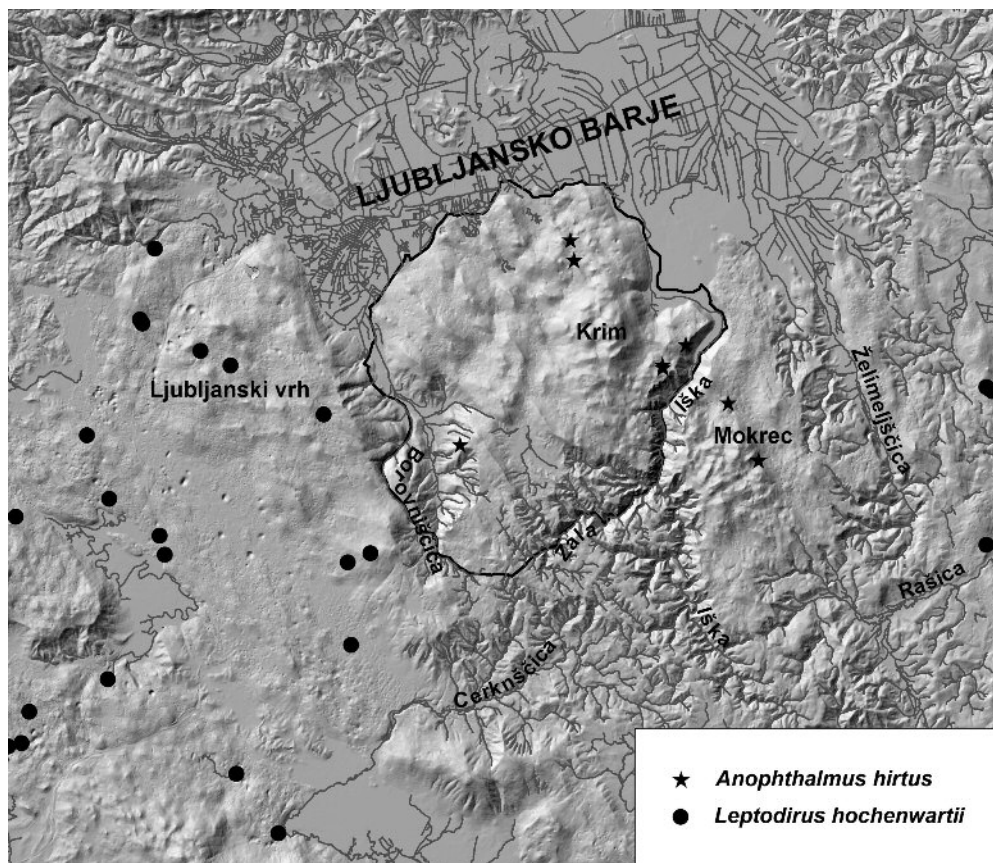 LJUBLJANSKO BARJE
Krim
Ljubljanski vrh
Iška
Želimeljščica
Mokrec
Borovniščica
Zala
Rašica
Iška
Cerknščica
Anophthalmus hirtus
Leptodirus hochenwartii